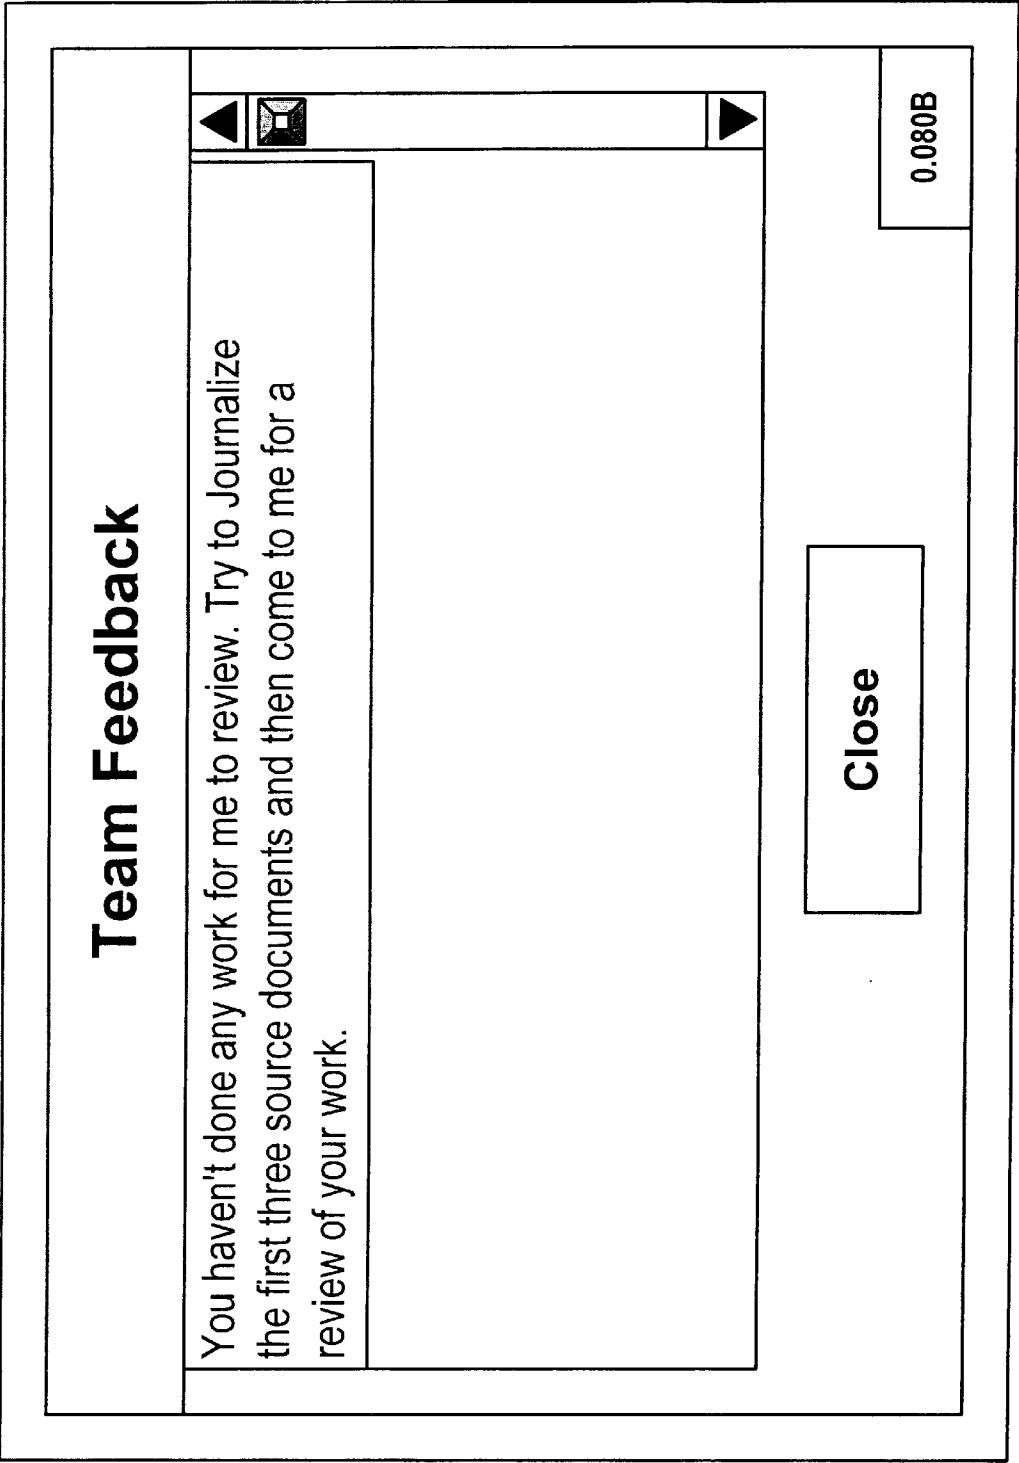 Team Feedback
You haven't done any work for me to review. Try to Journalize
the first three source documents and then come to me for a
review of your work.
Close
0.080B